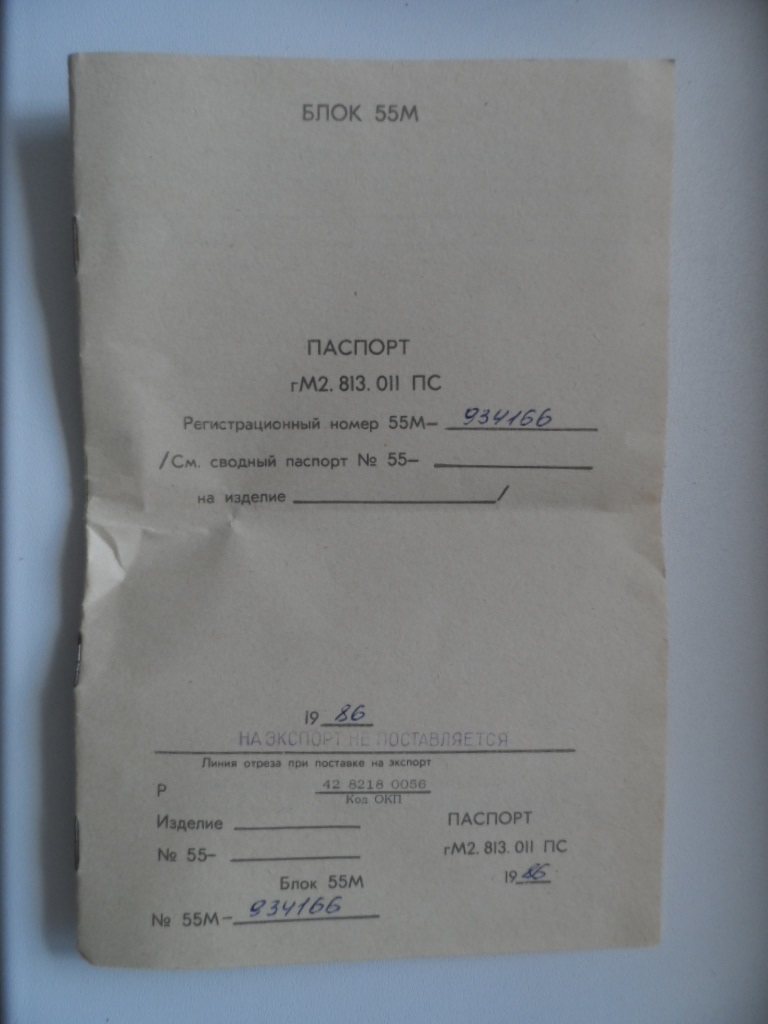 БЛОК 55М
ПАСПОРТ
гМ2. 813. 011 ПС
Регистрационный номер 55М— 934166
/См. сводный паспорт № 55—
на изделие /
19 86
НА ЭКСПОРТ НЕ ПОСТАВЛЯЕТСЯ
Линия отреза при поставке на экспорт
Р 42 8218 0056
Код ОКП
Изделие ПАСПОРТ
№ 55— гМ2. 813. 011 ПС
Блок 55М 19 86
№ 55М— 934166